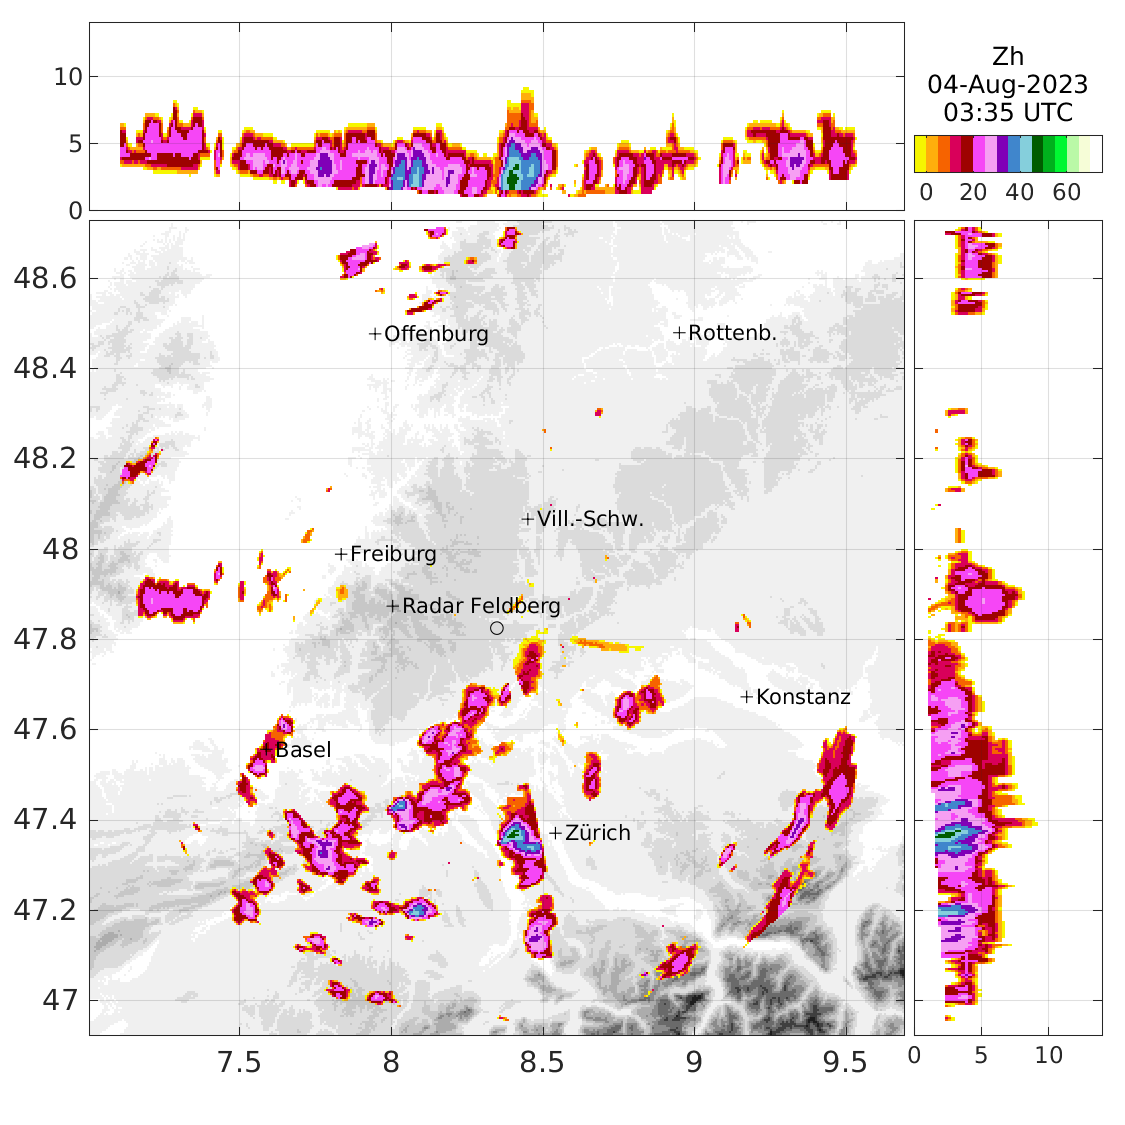 Zh
04-Aug-2023
03:35 UTC
0 20 40 60
10
5
0
48.6
48.4
48.2
48
47.8
47.6
47.4
47.2
47
+Offenburg
+Rottenb.
+Vill.-Schw.
+Freiburg
+Radar Feldberg
+Konstanz
+Basel
+Zürich
7.5 8 8.5 9 9.5
0 5 10